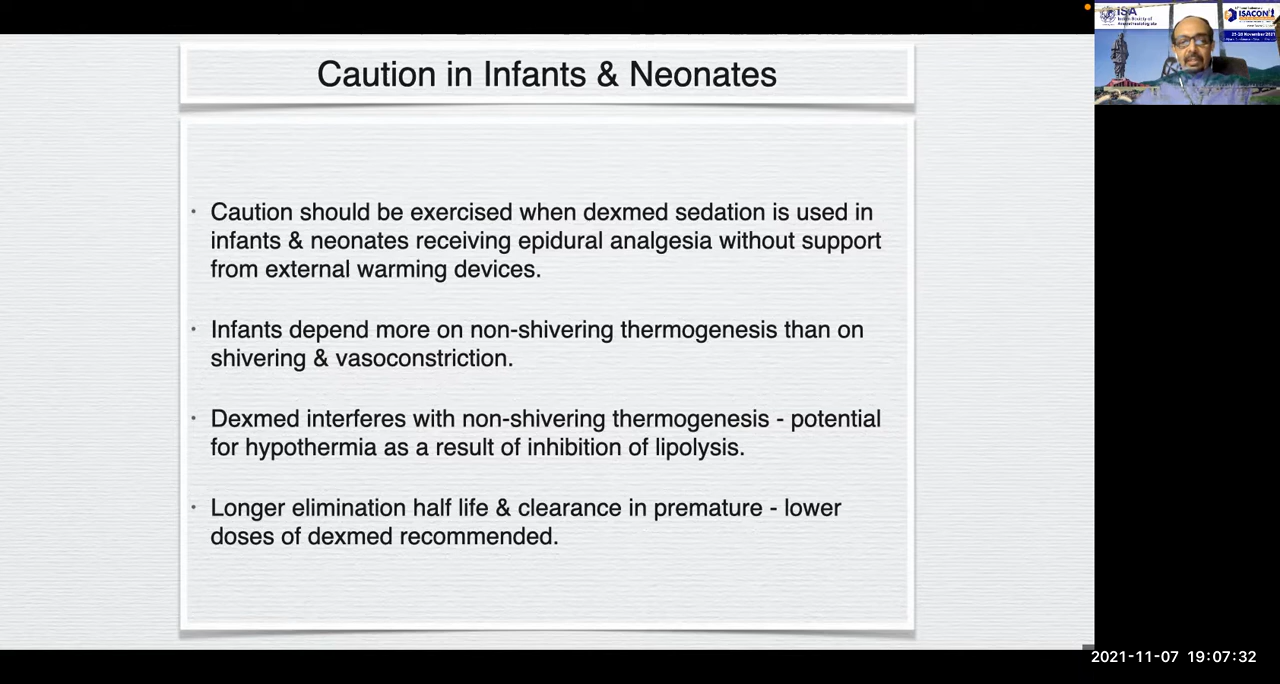 Caution in Infants & Neonates
Caution should be exercised when dexmed sedation is used in
infants & neonates receiving epidural analgesia without support
from external warming devices.
Infants depend more on non-shivering thermogenesis than on
shivering & vasoconstriction.
Dexmed interferes with non-shivering thermogenesis - potential
for hypothermia as a result of inhibition of lipolysis.
Longer elimination half life & clearance in premature - lower
doses of dexmed recommended.
ISA
ISACON
2021-11-07 19:07:32